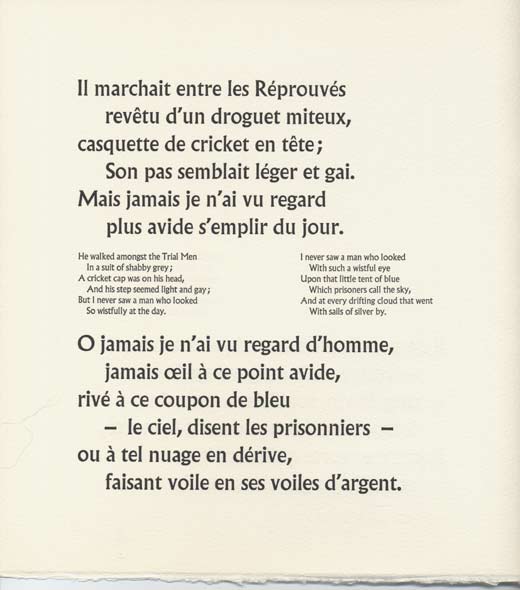 Il marchait entre les Réprouvés
revêtu d'un droguet miteux,
casquette de cricket en tête;
Son pas semblait léger et gai.
Mais jamais je n'ai vu regard
plus avide s'emplir du jour.
He walked amongst the Trial Men
In a suit of shabby grey;
A cricket cap was on his head,
And his step seemed light and gay;
But I never saw a man who looked
So wistfully at the day.
I never saw a man who looked
With such a wistful eye
Upon that little tent of blue
Which prisoners call the sky,
And at every drifting cloud that went
With sails of silver by.
O jamais je n'ai vu regard d'homme,
jamais œil à ce point avide,
rivé à ce coupon de bleu
– le ciel, disent les prisonniers –
ou à tel nuage en dérive,
faisant voile en ses voiles d'argent.